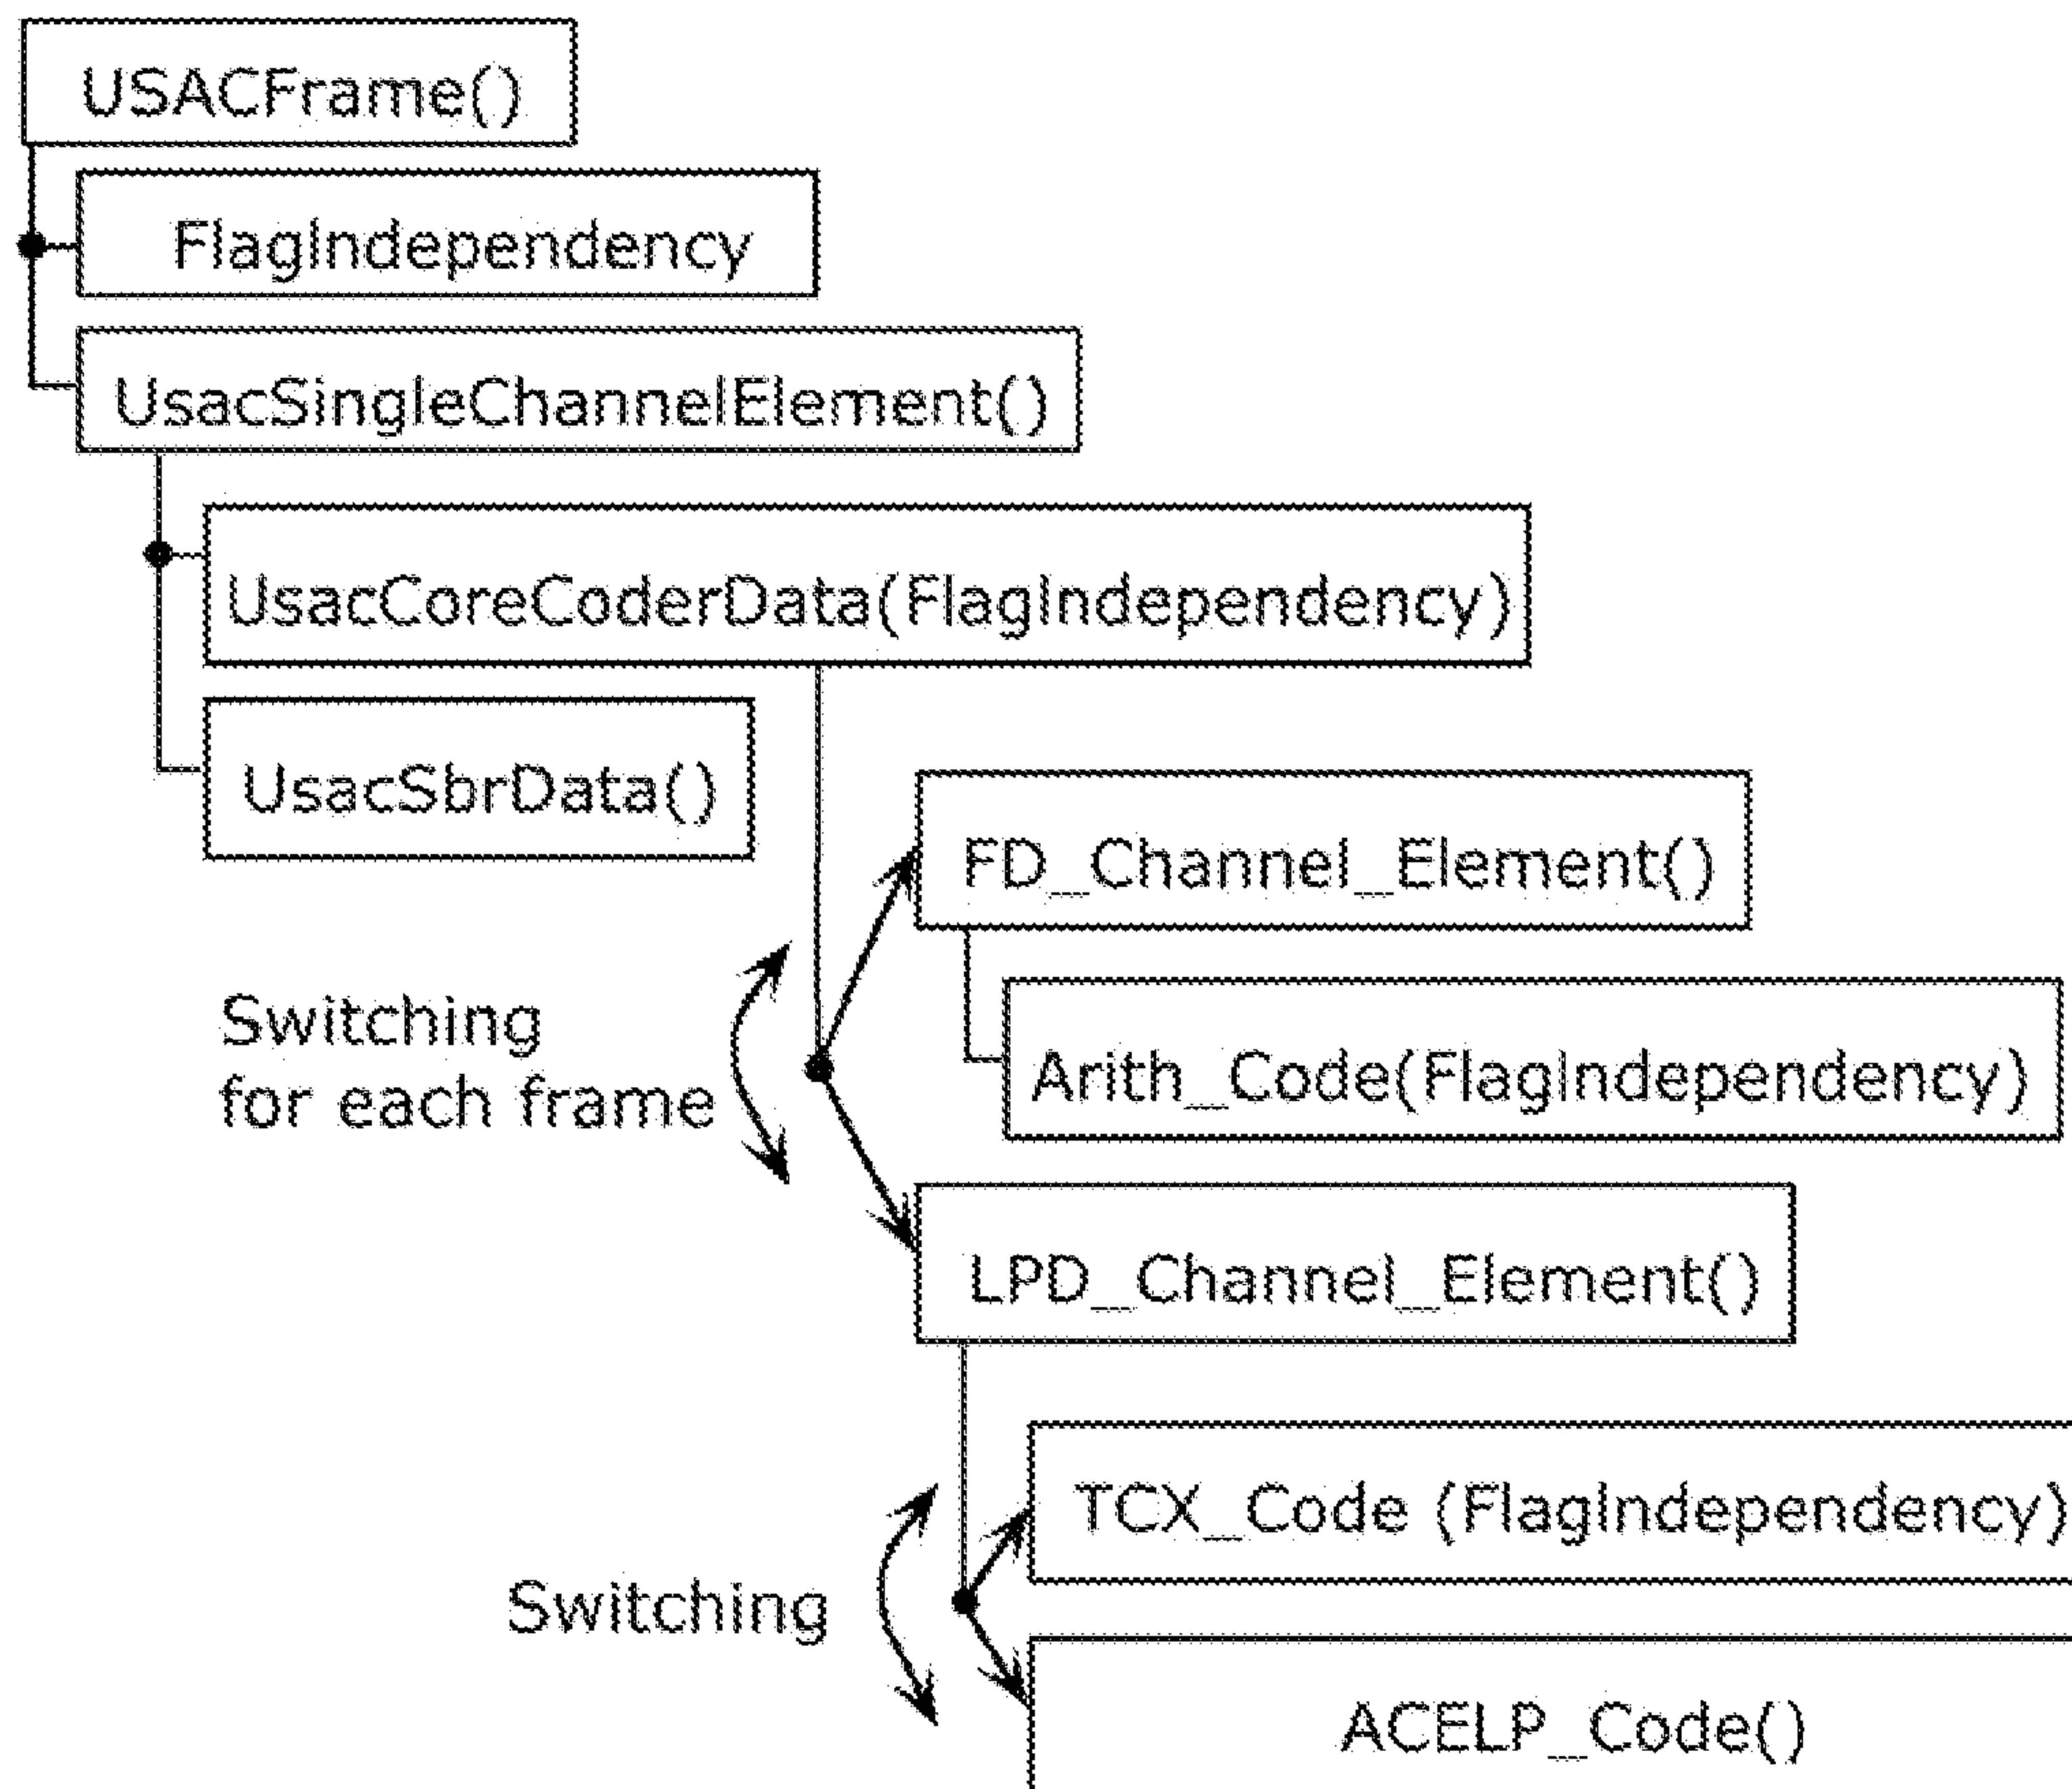 USACFrame()
FlagIndependency
UsacSingleChannelElement()
UsacCoreCoderData(FlagIndependency)
UsacSbrData()
FD_Channel_Element()
Switching
for each frame
Arith_Code(FlagIndependency)
LPD_Channel_Element()
TCX_Code (FlagIndependency)
Switching
ACELP_Code()